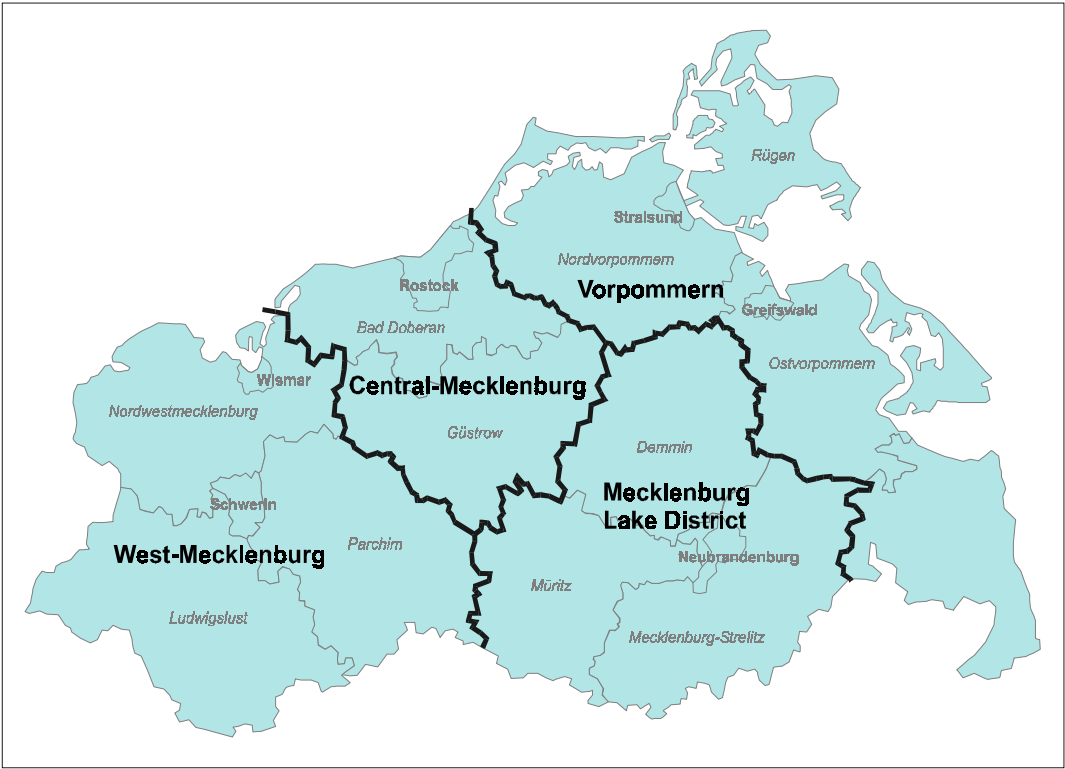 Rügen
Stralsund
Nordvorpommern
Rostock
Vorpommern
Greifswald
Bad Doberan
Ostvorpommern
Wismar
Central-Mecklenburg
Nordwestmecklenburg
Güstrow
Demmin
Mecklenburg
Lake District
Schwerin
Parchim
West-Mecklenburg
Neubrandenburg
Müritz
Ludwigslust
Mecklenburg-Strelitz